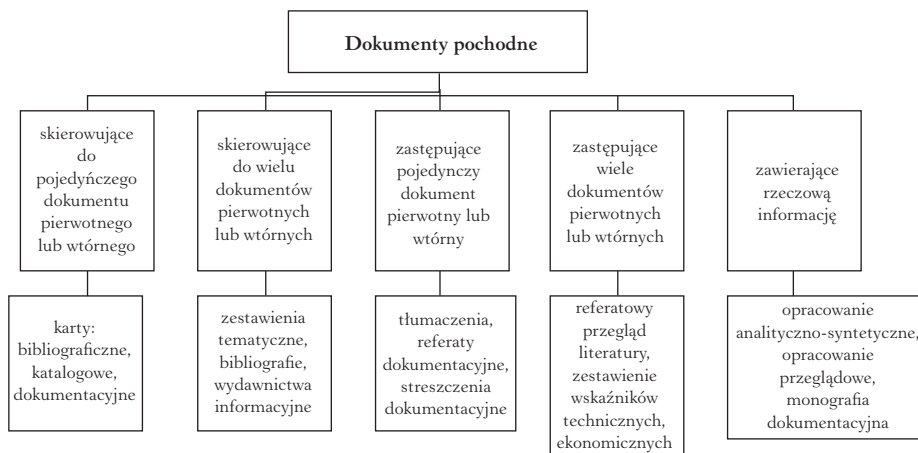 Dokumenty pochodne
skierowujące
do
pojedyńczego
dokumentu
pierwotnego
lub wtórnego
skierowujące
do wielu
dokumentów
pierwotnych
lub wtórnych
zastępujące
pojedynczy
dokument
pierwotny lub
wtórny
zastępujące
wiele
dokumentów
pierwotnych
lub wtórnych
zawierające
rzeczową
informację
karty:
bibliograficzne,
katalogowe,
dokumentacyjne
zestawienia
tematyczne,
bibliografie,
wydawnictwa
informacyjne
tłumaczenia,
referaty
dokumentacyjne,
streszczenia
dokumentacyjne
referatowy
przegląd
literatury,
zestawienie
wskaźników
technicznych,
ekonomicznych
opracowanie
analityczno-syntetyczne,
opracowanie
przeglądowe,
monografia
dokumentacyjna